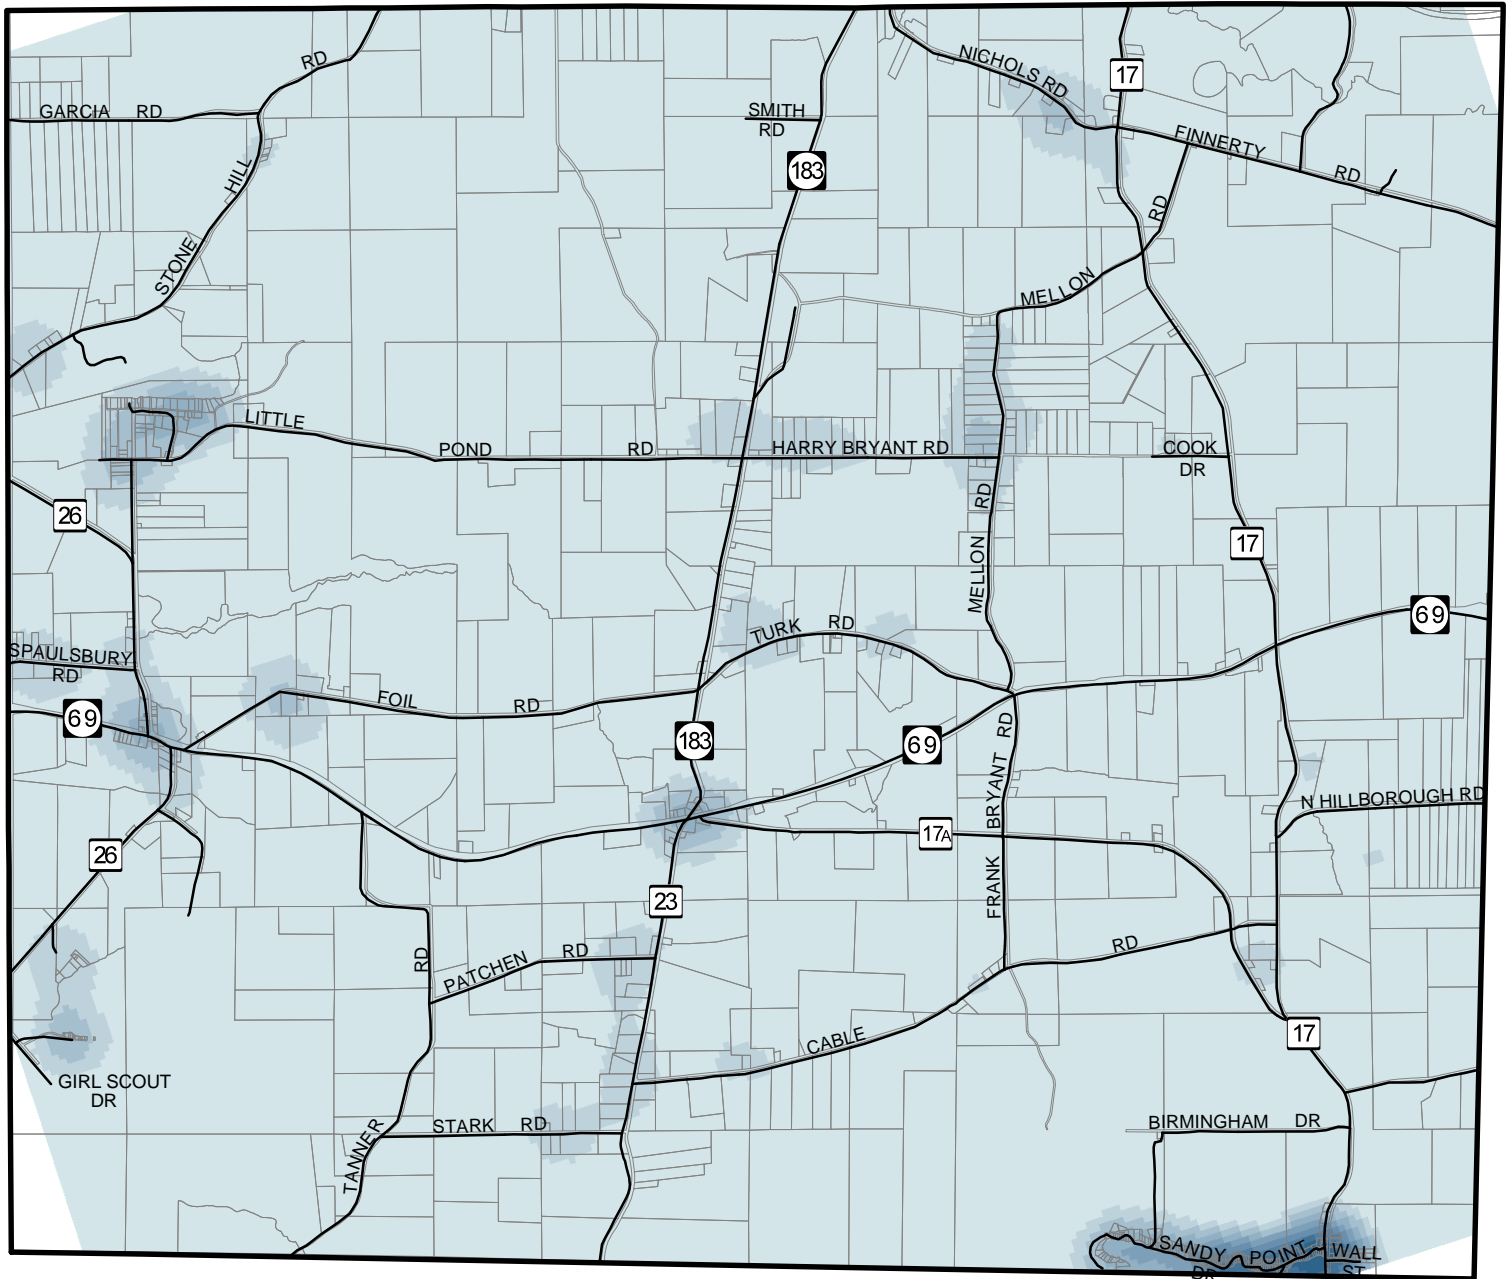 NICHOLS RD
17
RD
GARCIA RD
SMITH
RD
FINNERTY
RD
183
HILL
RD
STONE
MELLON
LITTLE
POND
RD
HARRY BRYANT RD
COOK
DR
26
MELLON RD
17
69
TURK RD
SPAULSBURY
RD
FOIL
RD
69
183
69
FRANK BRYANT RD
N HILLBOROUGH RD
17A
26
23
RD
PATCHEN
RD
RD
CABLE
17
GIRL SCOUT
DR
STARK RD
TANNER
BIRMINGHAM DR
SANDY POINT
DR
WALL
ST